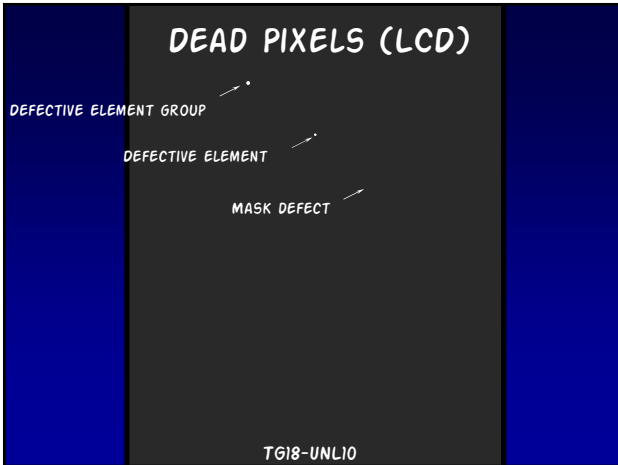 DEAD PIXELS (LCD)
DEFECTIVE ELEMENT GROUP
DEFECTIVE ELEMENT
MASK DEFECT
TG18-UNL10